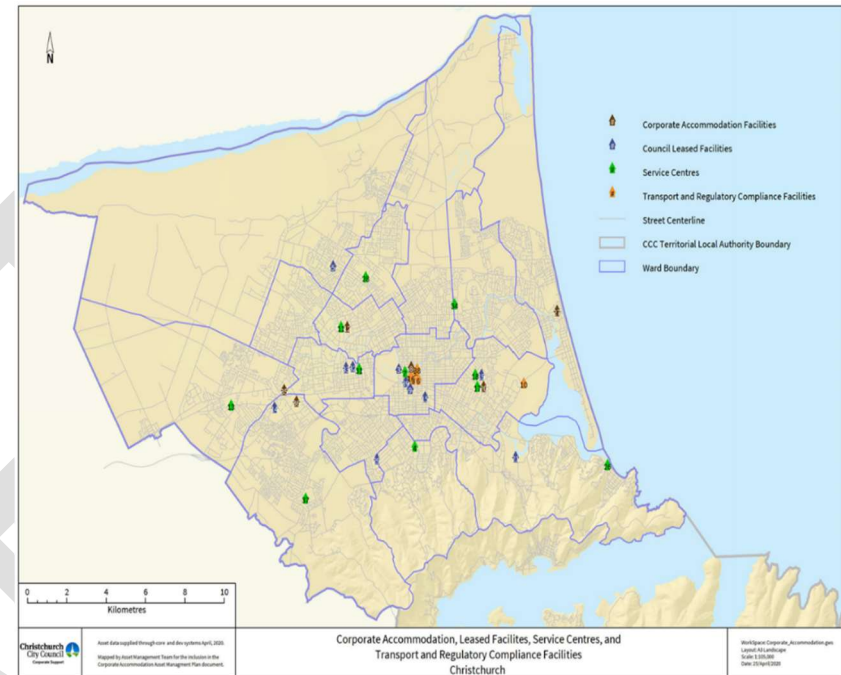 N
Corporate Accommodation Facilities
Council Leased Facilities
Service Centres
Transport and Regulatory Compliance Facilities
Street Centerline
CCC Territorial Local Authority Boundary
Ward Boundary
0 2 4 6 8 10
Kilometres
Christchurch
City Council
Corporate Support
Asset data supplied through core and dev systems April, 2020.
Mapped by Asset Management Team for the inclusion in the
Corporate Accommodation Asset Managment Plan document.
Corporate Accommodation, Leased Facilites, Service Centres, and
Transport and Regulatory Compliance Facilities
Christchurch
WorkSpace:Corporate_Accommodation.gws
Layout: A3 Landscape
Date: 23/April/2020